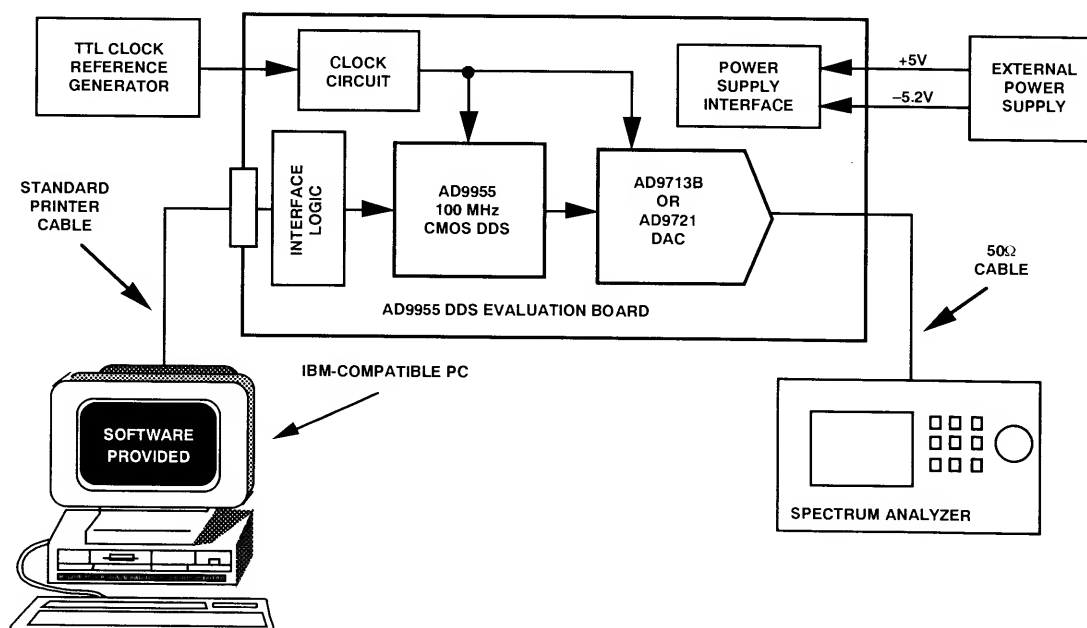 TTL CLOCK
REFERENCE
GENERATOR
CLOCK
CIRCUIT
POWER
SUPPLY
INTERFACE
+5V
–5.2V
EXTERNAL
POWER
SUPPLY
STANDARD
PRINTER
CABLE
INTERFACE
LOGIC
AD9955
100 MHz
CMOS DDS
AD9713B
OR
AD9721
DAC
50Ω
CABLE
AD9955 DDS EVALUATION BOARD
IBM-COMPATIBLE PC
SOFTWARE
PROVIDED
SPECTRUM ANALYZER